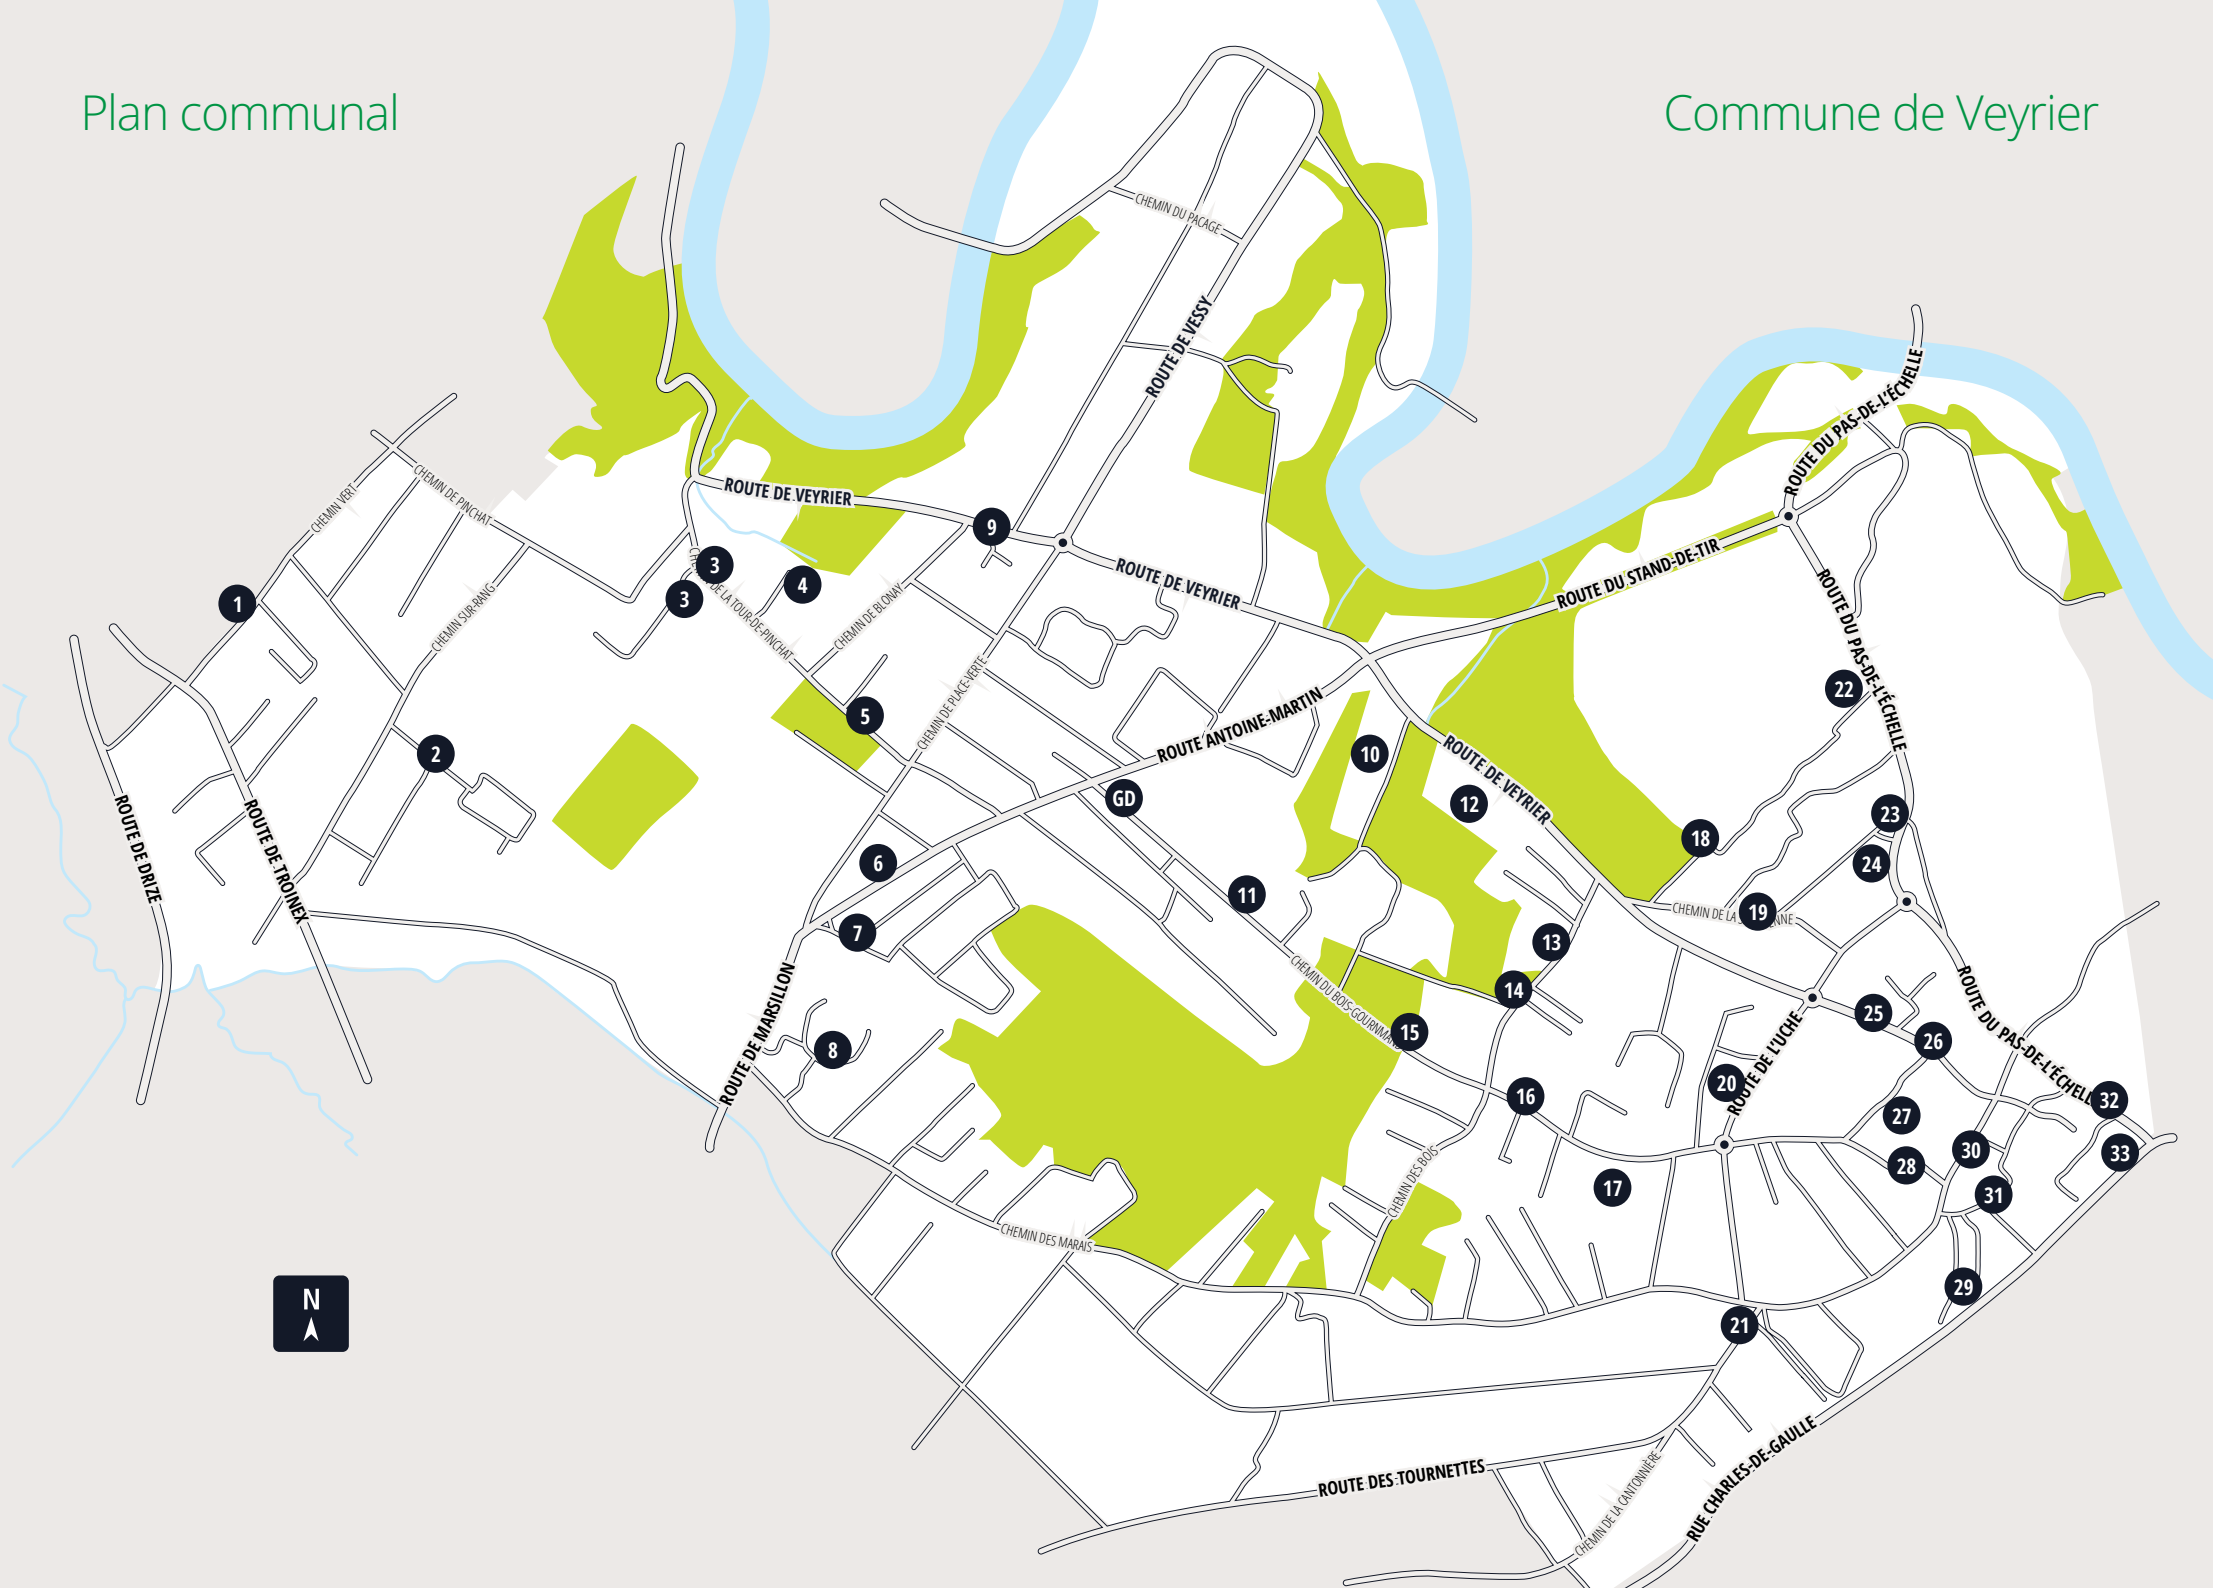 Plan communal
Commune de Veyrier
CHEMIN DU PACAGE
ROUTE DE VESSY
ROUTE DU PAS-DE-L'ÉCHELLE
CHEMIN VERT
CHEMIN DE PINCHAT
ROUTE DE VEYRIER
9
3
3
4
ROUTE DE VEYRIER
ROUTE DU STAND-DE-TIR
1
CHEMIN SUR-RANG
DE LA TOUR-DE-PINCHAT
CHEMIN DE BLONAY
ROUTE DU PAS-DE-L'ÉCHELLE
22
5
CHEMIN DE PLACE-VERTE
ROUTE ANTOINE-MARTIN
2
10
ROUTE DE VEYRIER
GD
12
23
18
24
ROUTE DE DRIZE
ROUTE DE TROINEX
6
11
CHEMIN DE LA
19
7
13
14
CHEMIN DU BOIS-GOURMAND
15
ROUTE DE MARSILLON
8
25
26
ROUTE DU PAS-DE-L'ÉCHELLE
ROUTE DE L'UCHE
20
16
27
32
30
33
28
17
31
CHEMIN DES BOIS
CHEMIN DES MARAIS
29
21
N
ROUTE DES TOURNETTES
CHEMIN DE LA CANTONNIÈRE
RUE CHARLES-DE-GAULLE